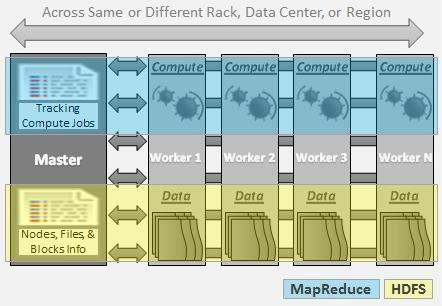 Across Same or Different Rack, Data Center, or Region
Compute Compute Compute Compute
Tracking
Compute Jobs
Master Worker 1 Worker 2 Worker 3 Worker N
Data Data Data Data
Nodes, Files, &
Blocks Info
MapReduce HDFS